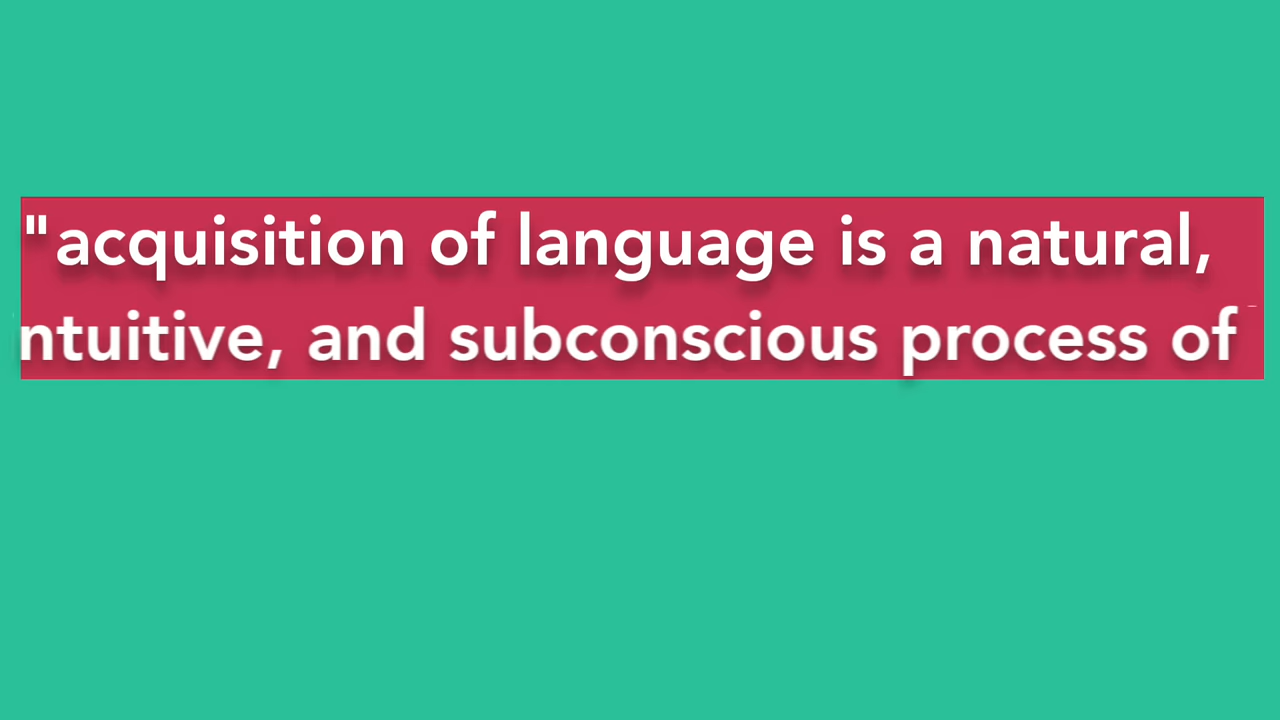 "acquisition of language is a natural,
ntuitive, and subconscious process of